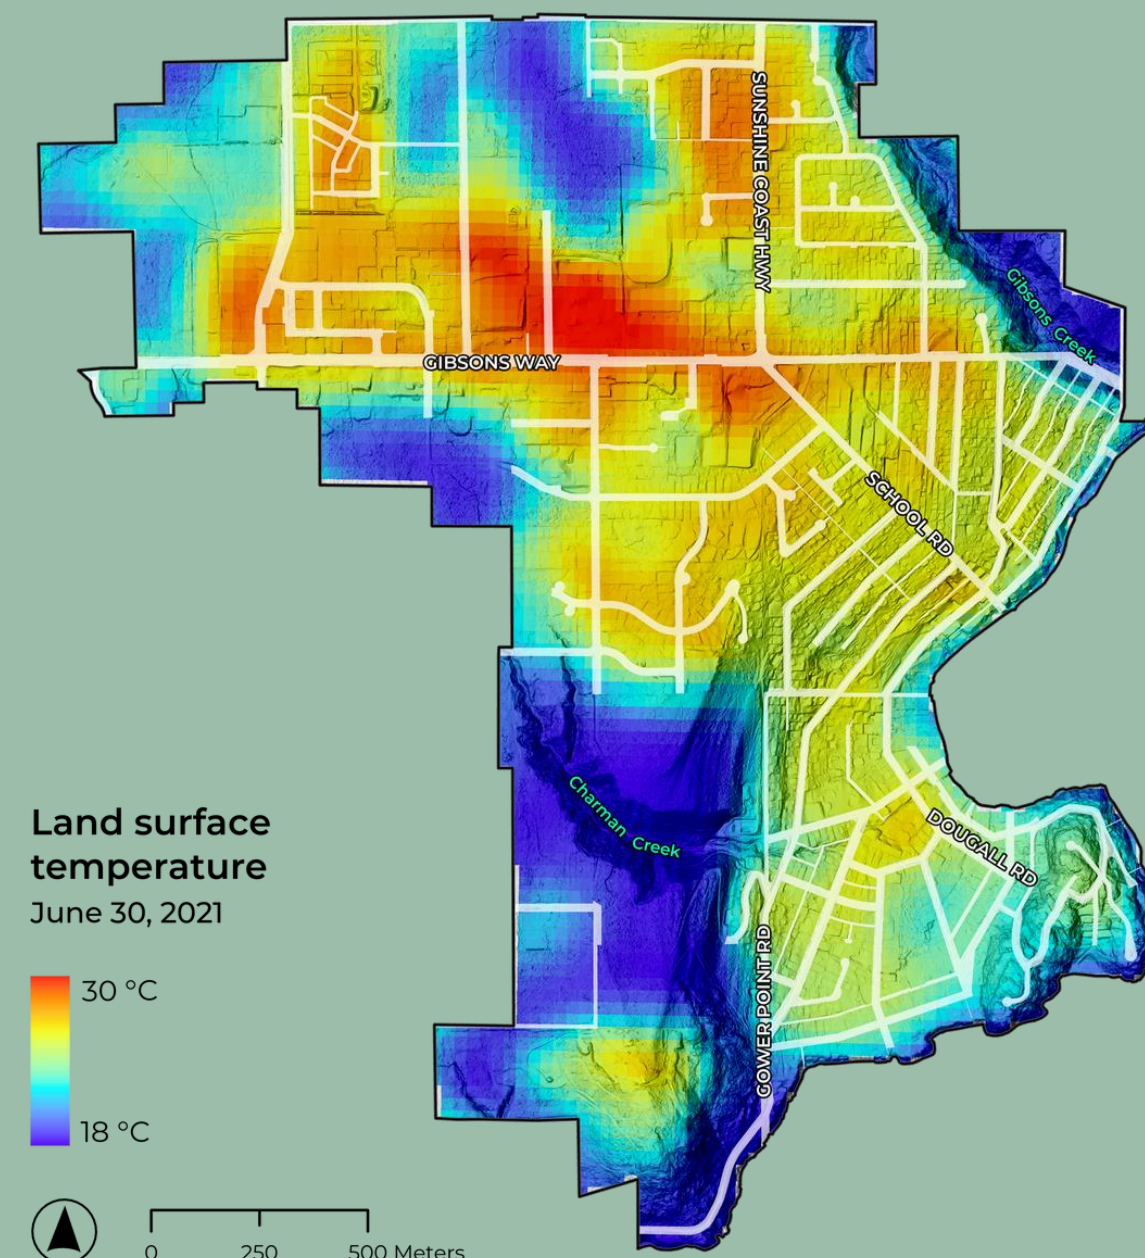 SUNSHINE COAST HWY
Gibsons Creek
GIBSONS WAY
SCHOOL RD
Charman Creek
DOUGALL RD
GOWER POINT RD
Land surface
temperature
June 30, 2021
30 °C
18 °C
0 250 500 Meters